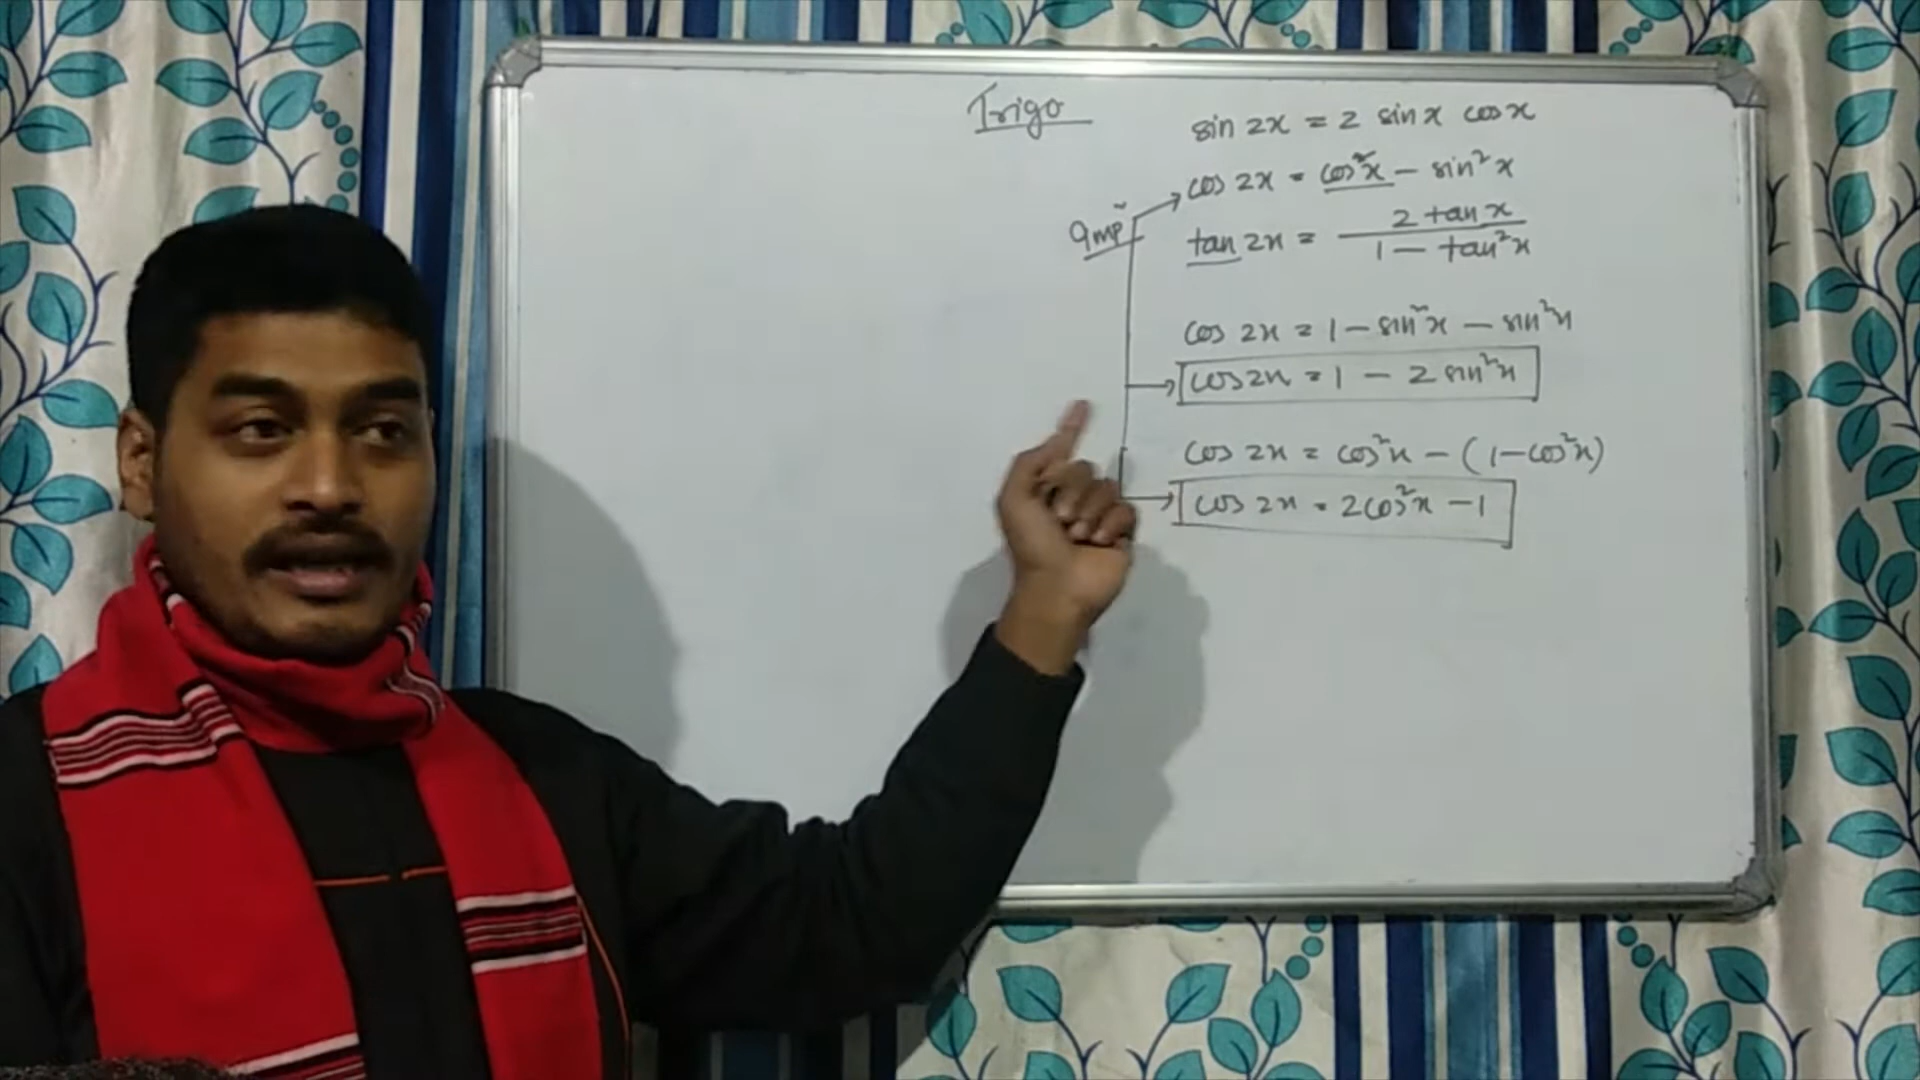 Trigo
sin 2x = 2 sin x cos x
cos 2x = cos²x - sin²x
Imp
tan 2x = 2 tan x / 1 - tan²x
cos 2x = 1 - sin²x - sin²x
cos 2x = 1 - 2 sin²x
cos 2x = cos²x - (1-cos²x)
cos 2x = 2cos²x - 1